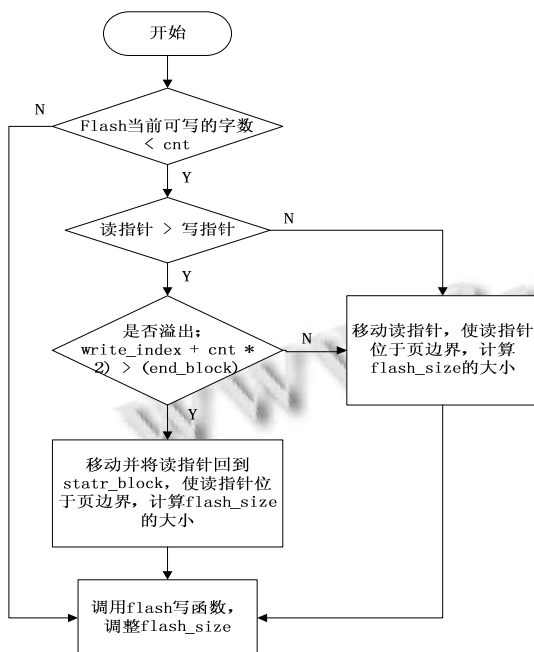 开始
N
Flash当前可写的字数
< cnt
Y
读指针 > 写指针
N
Y
是否溢出;
write_index + cnt *
2) > (end_block)
N
移动读指针，使读指针
位于页边界，计算
flash_size的大小
Y
移动并将读指针回到
statr_block，使读指针位
于页边界，计算flash_size
的大小
调用flash写函数，
调整flash_size